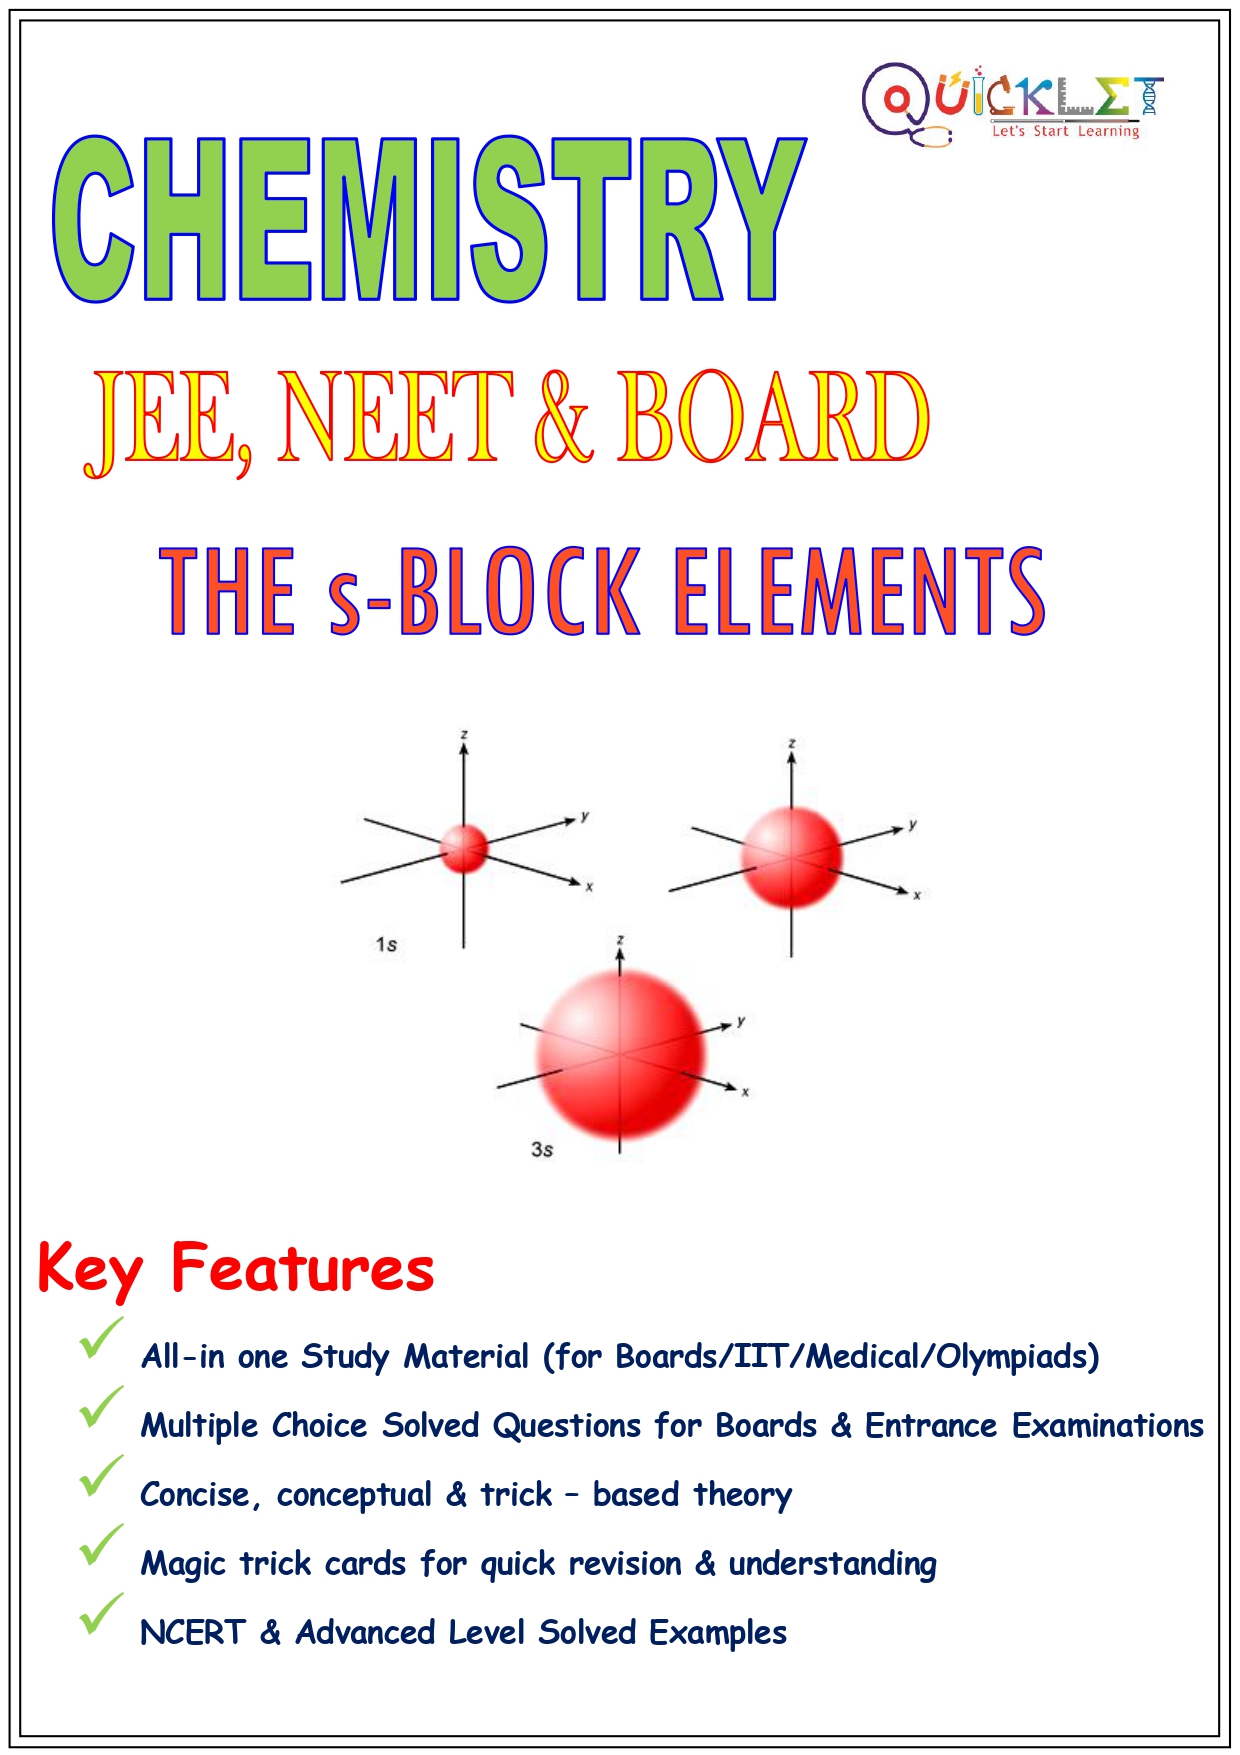 QUICKLET
Let's Start Learning
CHEMISTRY
JEE, NEET & BOARD
THE s-BLOCK ELEMENTS
z
y
x
1s
z
y
x
z
y
x
3s
Key Features
✓ All-in one Study Material (for Boards/IIT/Medical/Olympiads)
✓ Multiple Choice Solved Questions for Boards & Entrance Examinations
✓ Concise, conceptual & trick – based theory
✓ Magic trick cards for quick revision & understanding
✓ NCERT & Advanced Level Solved Examples